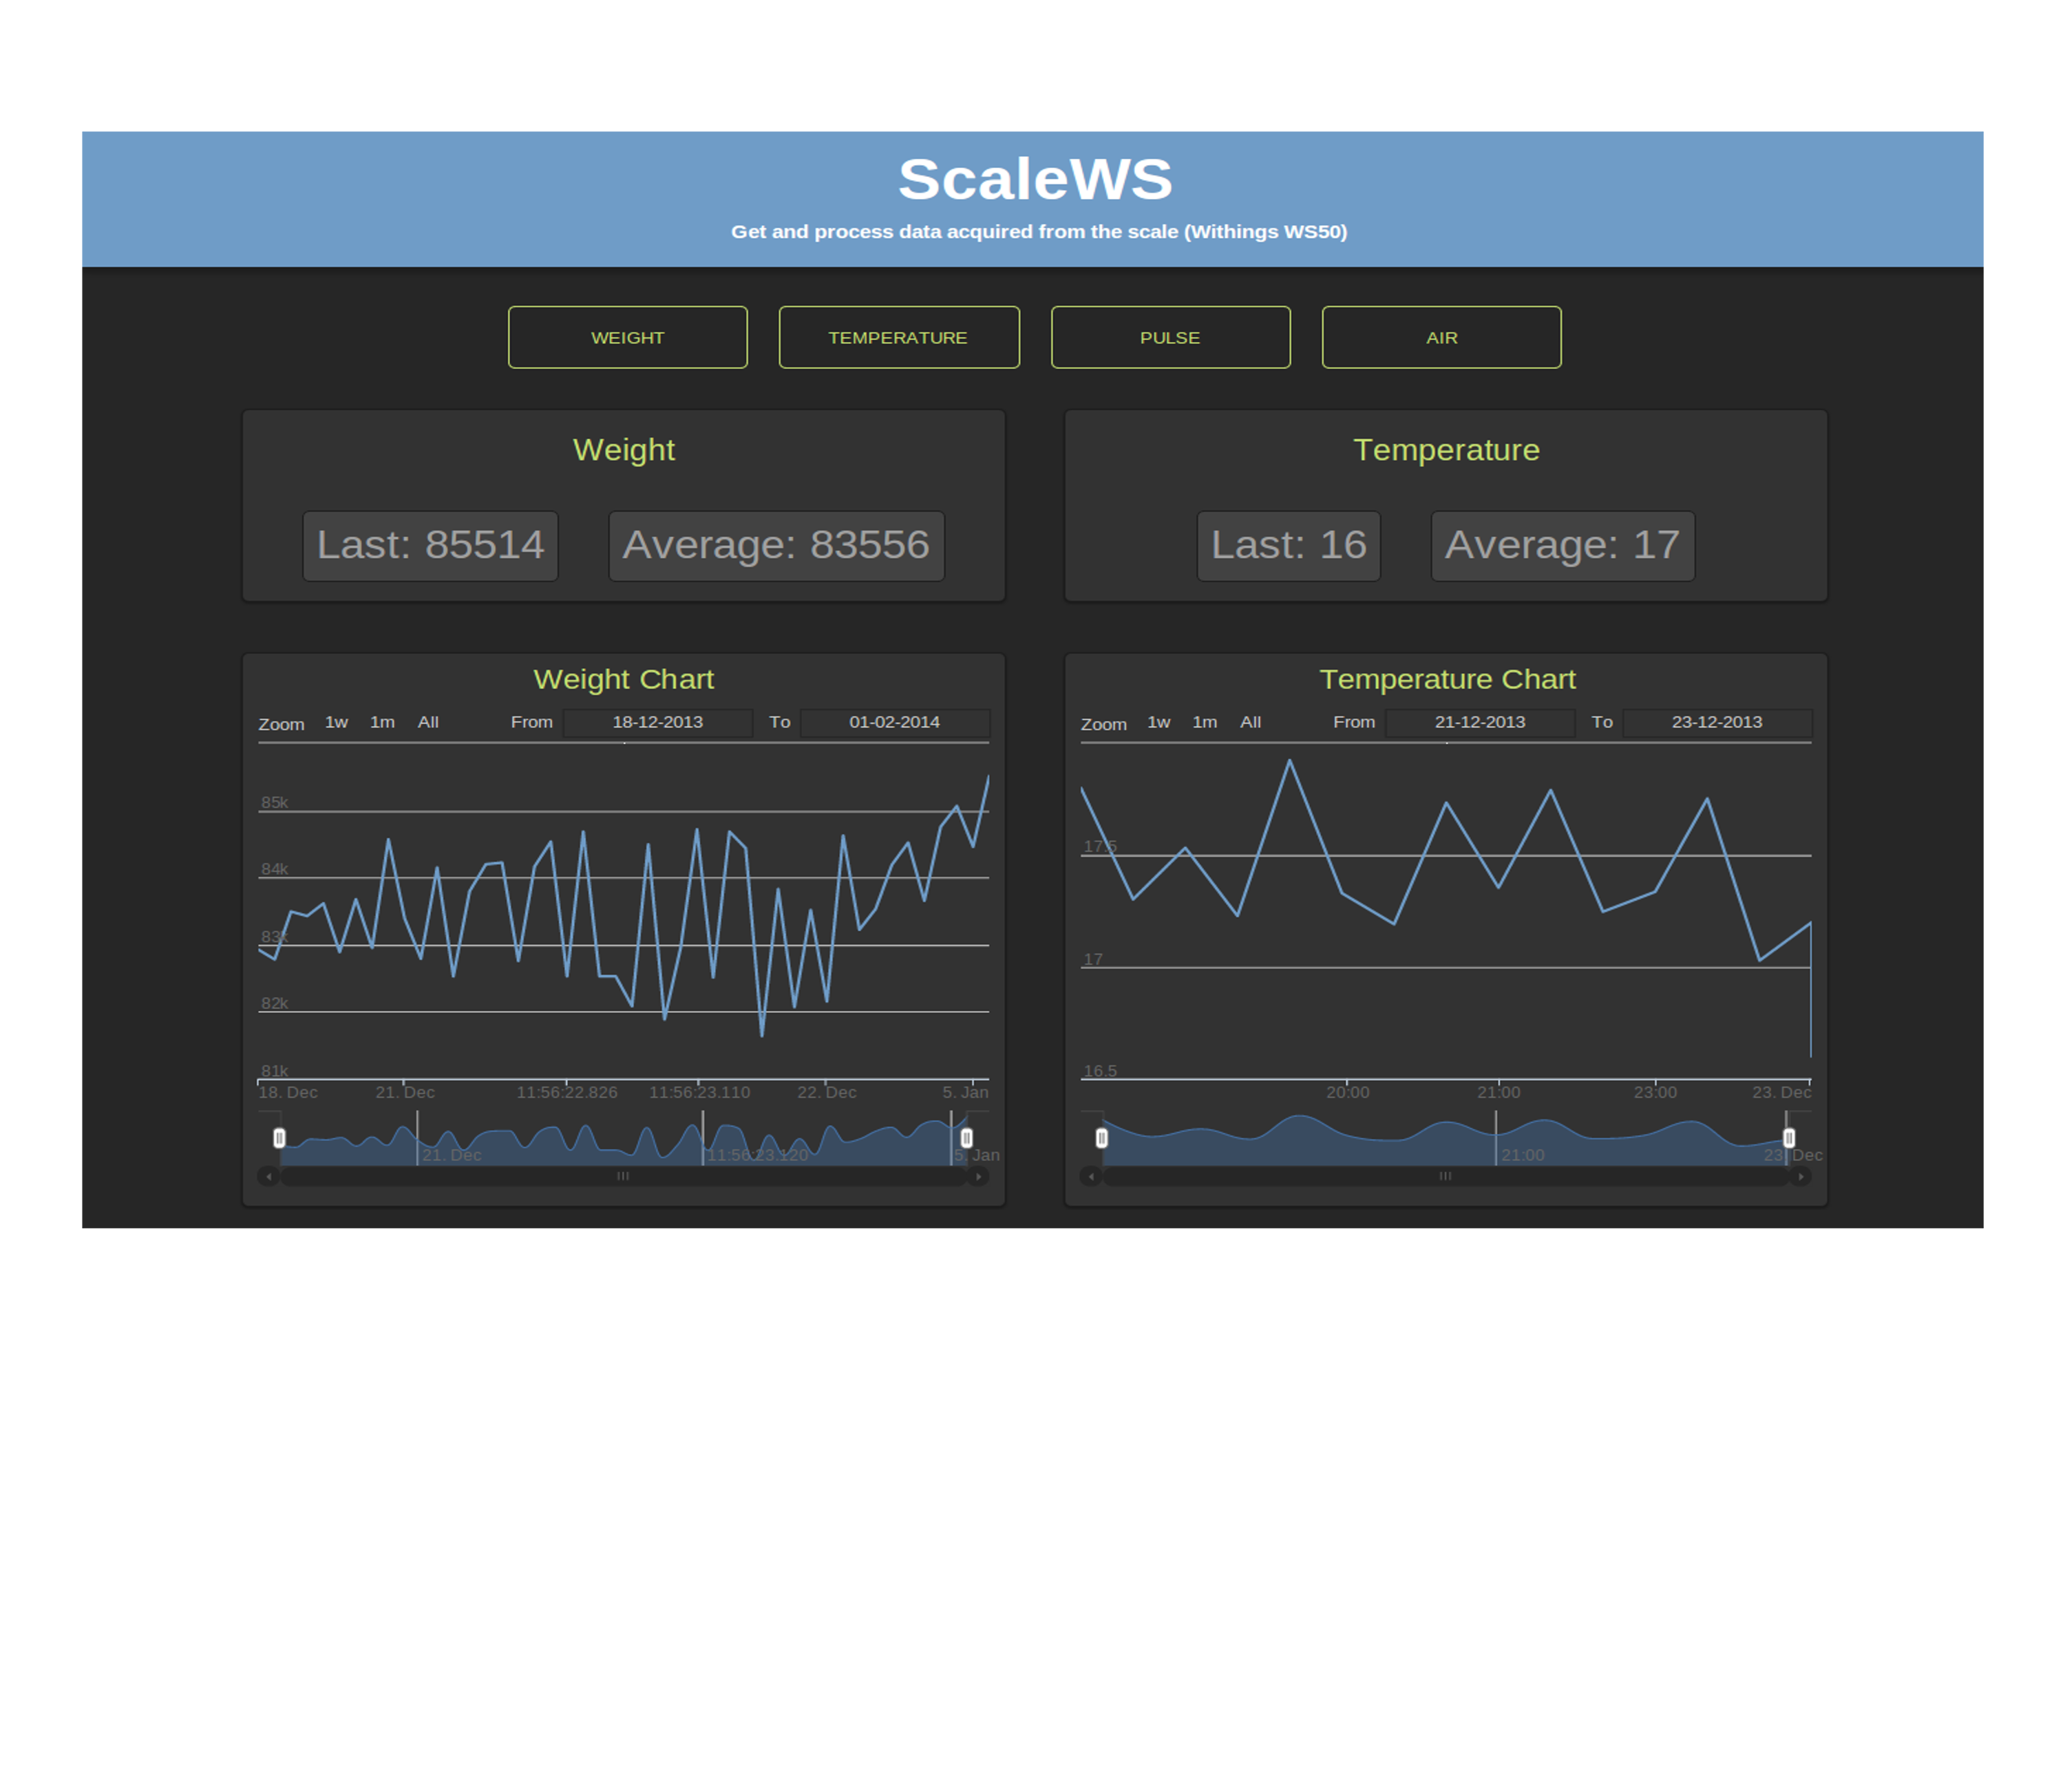 ScaleWS
Get and process data acquired from the scale (Withings WS50)
WEIGHT TEMPERATURE PULSE AIR
Weight
Last: 85514 Average: 83556
Temperature
Last: 16 Average: 17
Weight Chart
Zoom 1w 1m All From 18-12-2013 To 01-02-2014
85k
84k
83k
82k
81k
18. Dec 21. Dec 11:56:22.826 11:56:23.110 22. Dec 5. Jan
21. Dec 11:56:23.120 5. Jan
Temperature Chart
Zoom 1w 1m All From 21-12-2013 To 23-12-2013
17.5
17
16.5
20:00 21:00 23:00 23. Dec
21:00 23. Dec